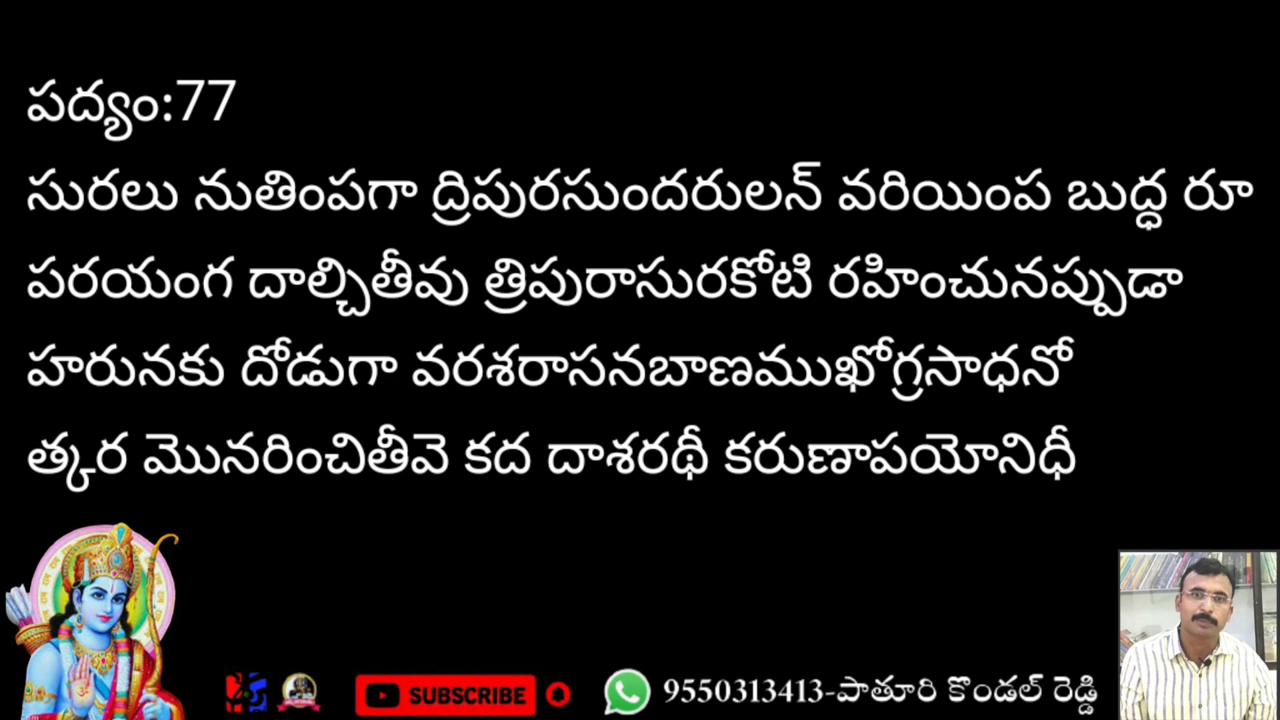 పద్యం:77
సురలు నుతింపగా ద్రిపురసుందరులన్ వరియింప బుద్ధ రూ
పరయంగ దాల్చితీవు త్రిపురాసురకోటి రహించునప్పుడా
హరునకు దోడుగా వరశరాసనబాణముఖోగ్రసాధనో
త్కర మొనరించితీవె కద దాశరథీ కరుణాపయోనిధీ
SUBSCRIBE
9550313413-పాతూరి కొండల్ రెడ్డి